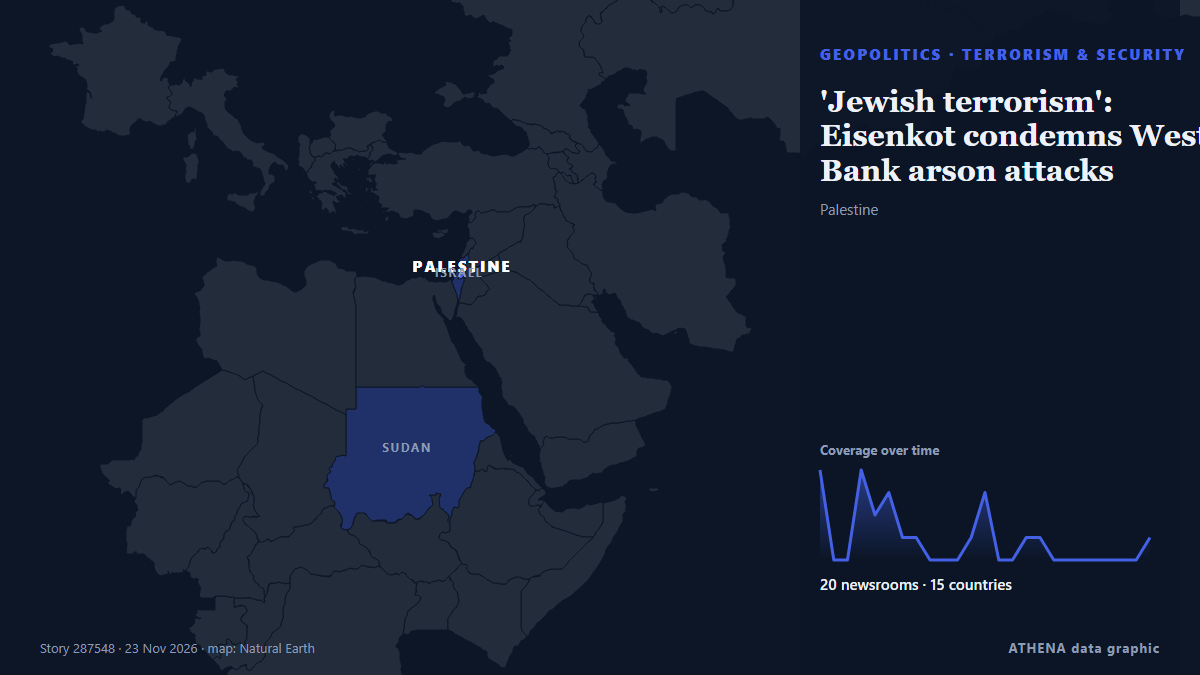 GEOPOLITICS · TERRORISM & SECURITY
'Jewish terrorism':
Eisenkot condemns West
Bank arson attacks
Palestine
PALESTINE
ISRAEL
SUDAN
Coverage over time
20 newsrooms · 15 countries
Story 287548 · 23 Nov 2026 · map: Natural Earth
ATHENA data graphic